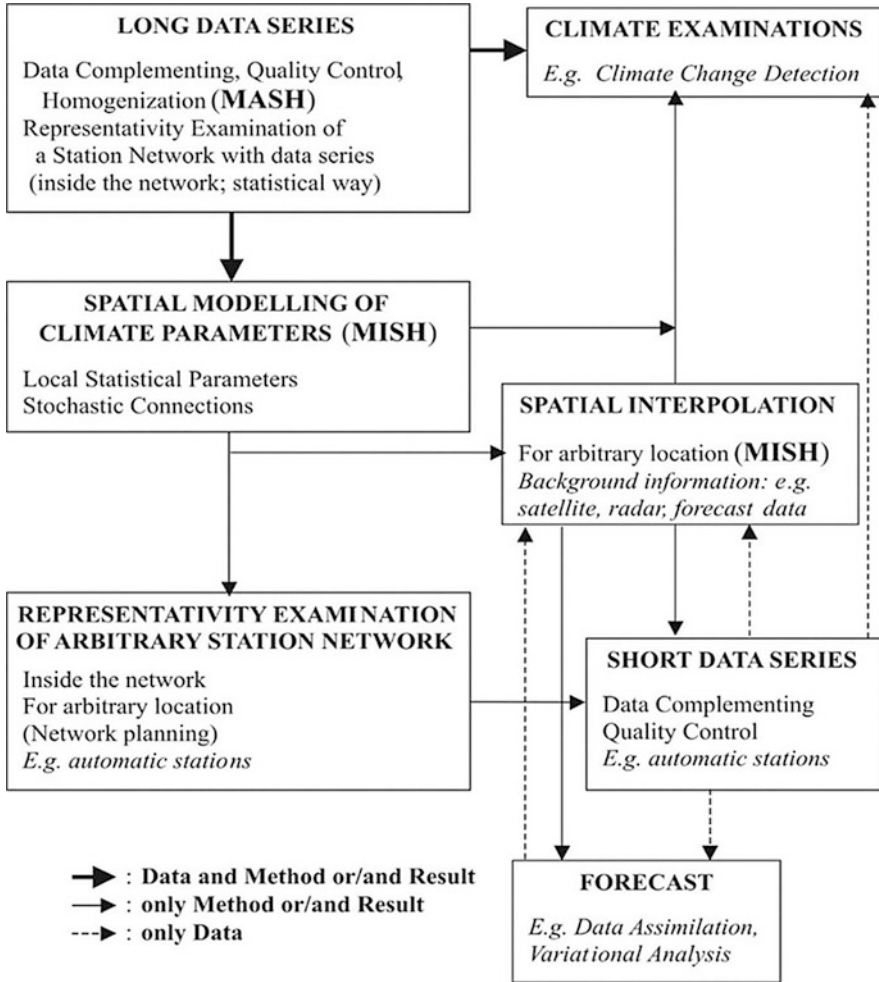 LONG DATA SERIES
Data Complementing, Quality Control,
Homogenization (MASH)
Representativity Examination of
a Station Network with data series
(inside the network; statistical way)
CLIMATE EXAMINATIONS
E.g. Climate Change Detection
SPATIAL MODELLING OF
CLIMATE PARAMETERS (MISH)
Local Statistical Parameters
Stochastic Connections
SPATIAL INTERPOLATION
For arbitrary location (MISH)
Background information: e.g.
satellite, radar, forecast data
REPRESENTATIVITY EXAMINATION
OF ARBITRARY STATION NETWORK
Inside the network
For arbitrary location
(Network planning)
E.g. automatic stations
SHORT DATA SERIES
Data Complementing
Quality Control
E.g. automatic stations
FORECAST
E.g. Data Assimilation,
Variational Analysis
: Data and Method or/and Result
: only Method or/and Result
: only Data